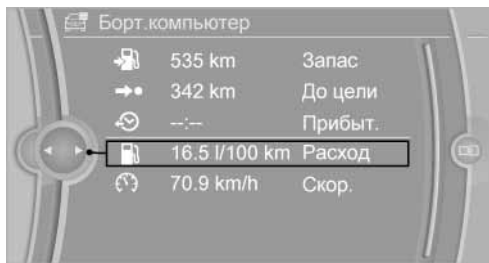 Борт.компьютер
535 km Запас
342 km До цели
--:-- Прибыт.
16.5 l/100 km Расход
70.9 km/h Скор.